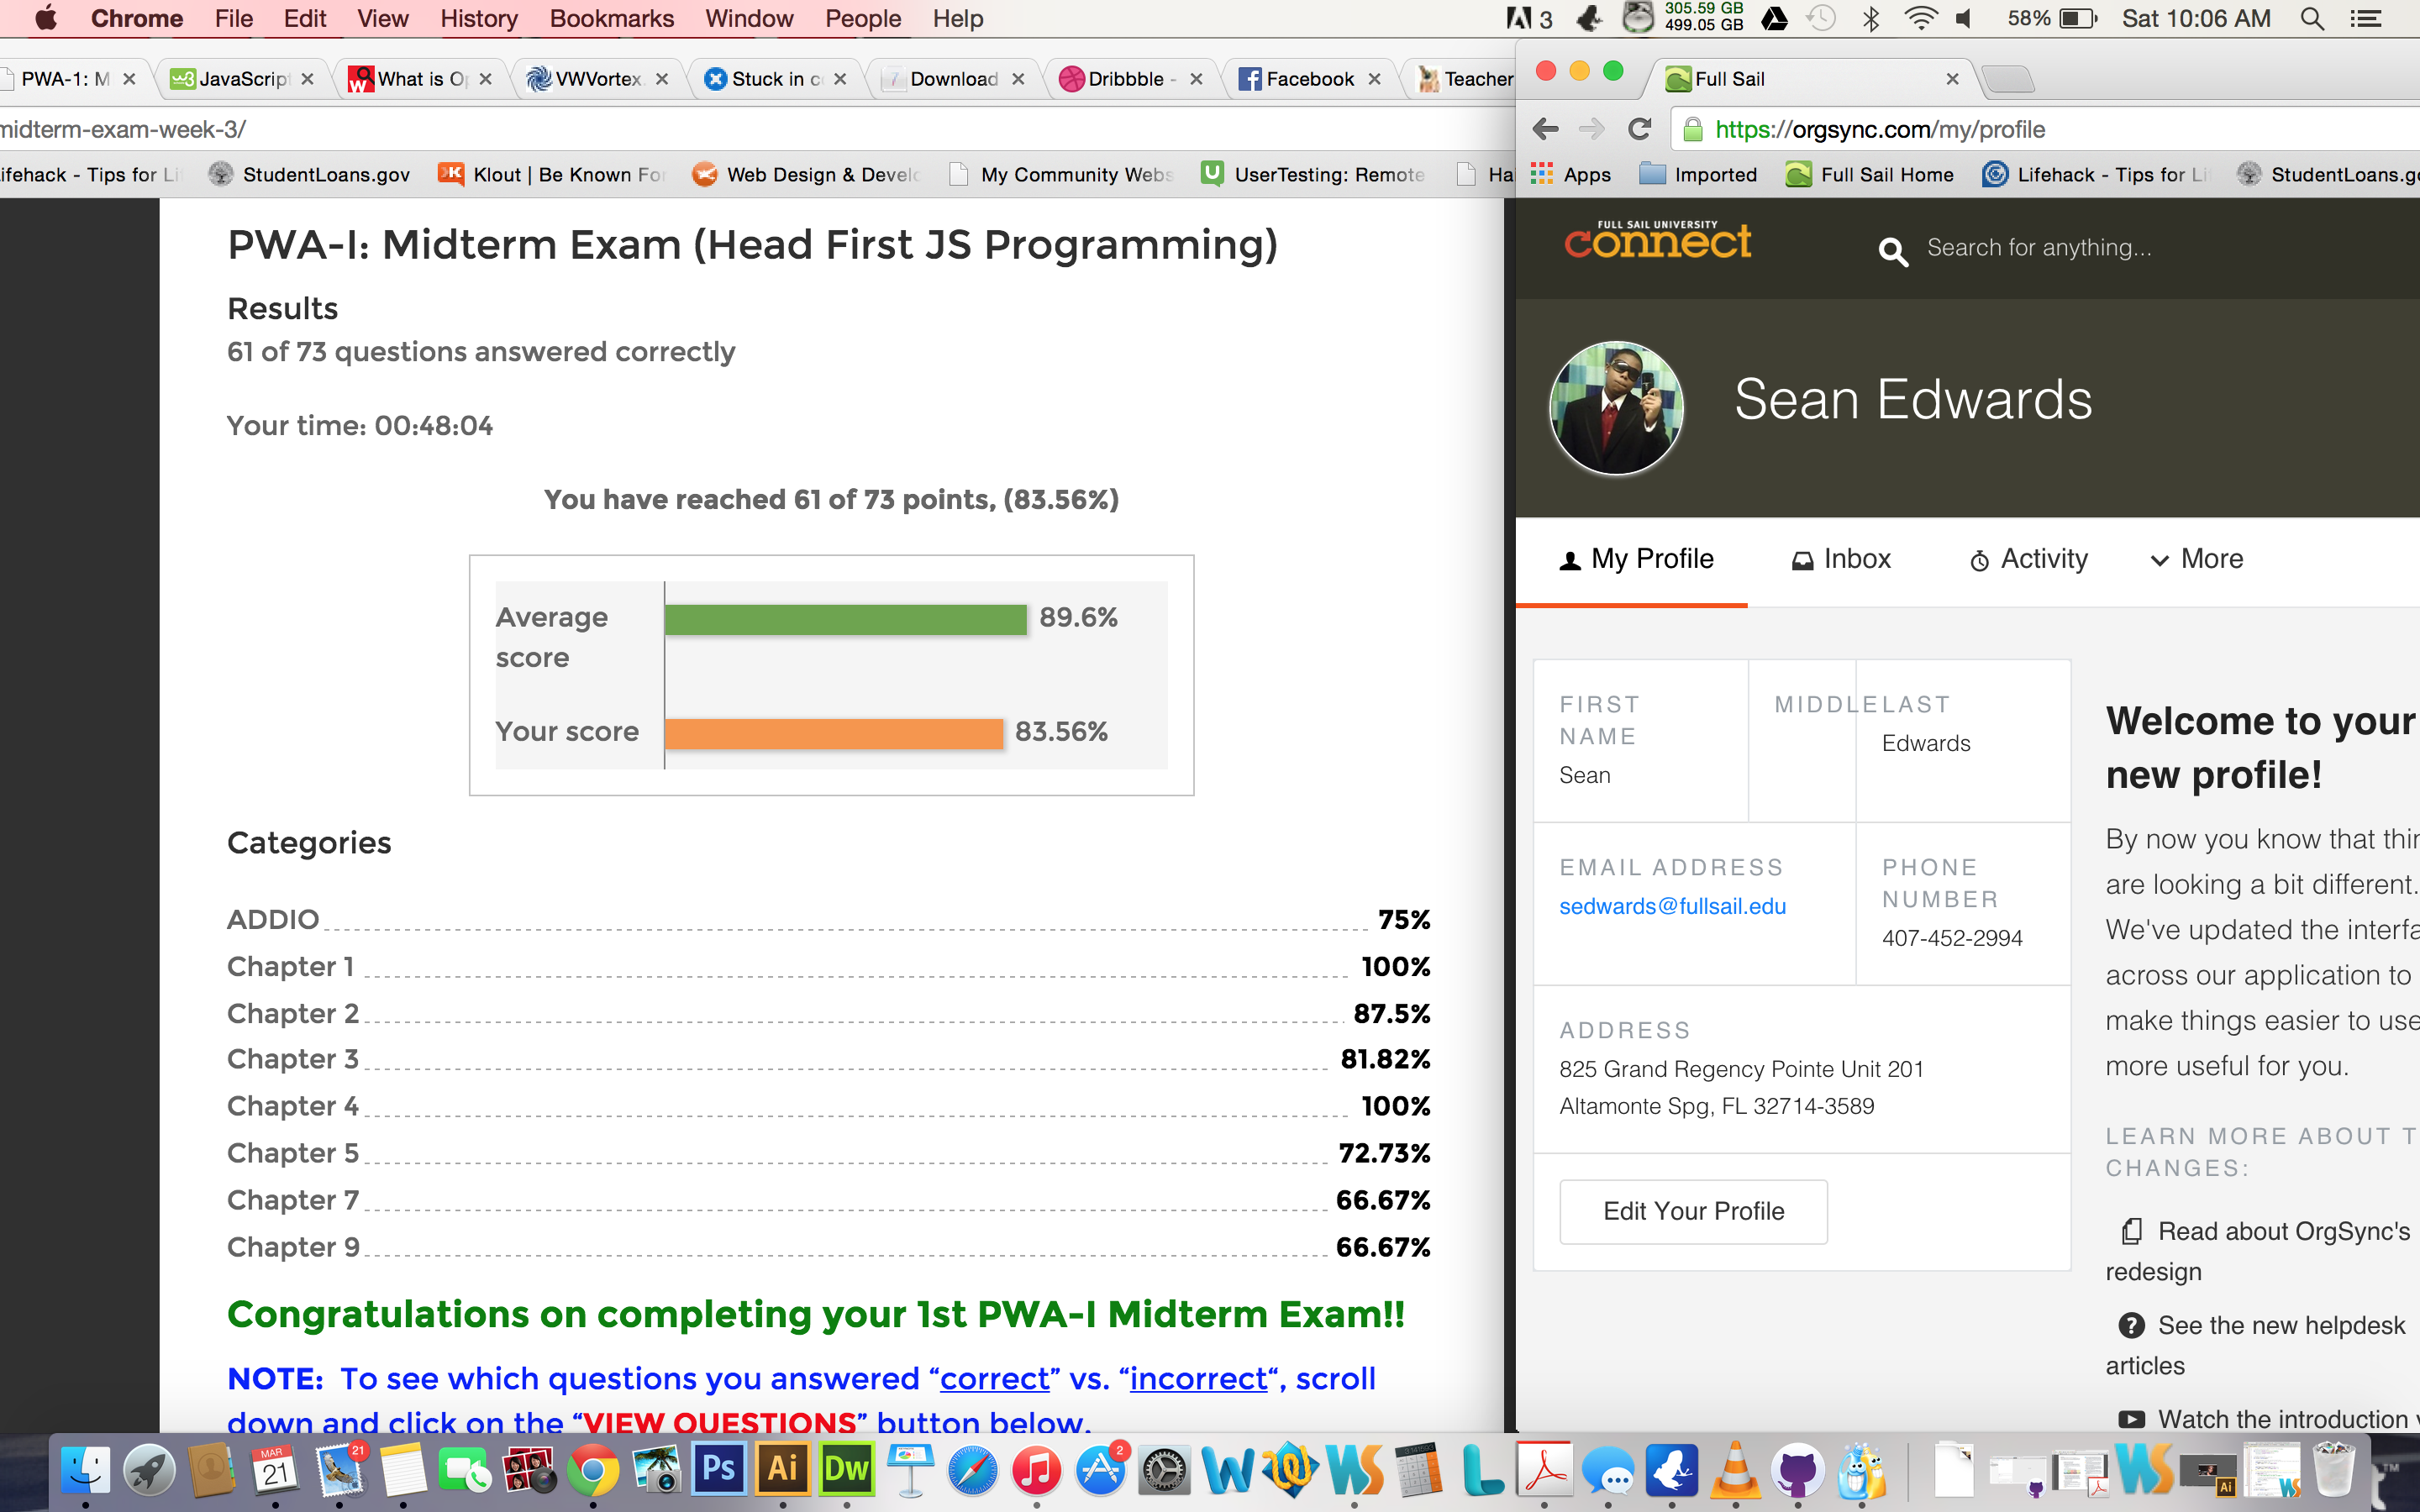 Chrome File Edit View History Bookmarks Window People Help
3 305.59 GB 499.05 GB 58% Sat 10:06 AM
PWA-1: M JavaScrip What is Op VWVortex. Stuck in c Download Dribbble - Facebook Teacher
midterm-exam-week-3/
ifehack - Tips for Li StudentLoans.gov Klout | Be Known For Web Design & Develo My Community Webs UserTesting: Remote Ha
PWA-I: Midterm Exam (Head First JS Programming)
Results
61 of 73 questions answered correctly
Your time: 00:48:04
You have reached 61 of 73 points, (83.56%)
Average score 89.6%
Your score 83.56%
Categories
ADDIO 75%
Chapter 1 100%
Chapter 2 87.5%
Chapter 3 81.82%
Chapter 4 100%
Chapter 5 72.73%
Chapter 7 66.67%
Chapter 9 66.67%
Congratulations on completing your 1st PWA-I Midterm Exam!!
NOTE: To see which questions you answered “correct” vs. “incorrect“, scroll
down and click on the “VIEW QUESTIONS” button below.
Full Sail
https://orgsync.com/my/profile
Apps Imported Full Sail Home Lifehack - Tips for Li StudentLoans.g
FULL SAIL UNIVERSITY
connect
Search for anything...
Sean Edwards
My Profile Inbox Activity More
FIRST NAME
Sean
MIDDLE
LAST
Edwards
EMAIL ADDRESS
sedwards@fullsail.edu
PHONE NUMBER
407-452-2994
ADDRESS
825 Grand Regency Pointe Unit 201
Altamonte Spg, FL 32714-3589
Edit Your Profile
Welcome to your
new profile!
By now you know that thin
are looking a bit different.
We've updated the interfa
across our application to
make things easier to use
more useful for you.
LEARN MORE ABOUT T
CHANGES:
Read about OrgSync's
redesign
See the new helpdesk
articles
Watch the introduction v
MAR 21 21 Ps Ai Dw 2 W WS L WS Ai